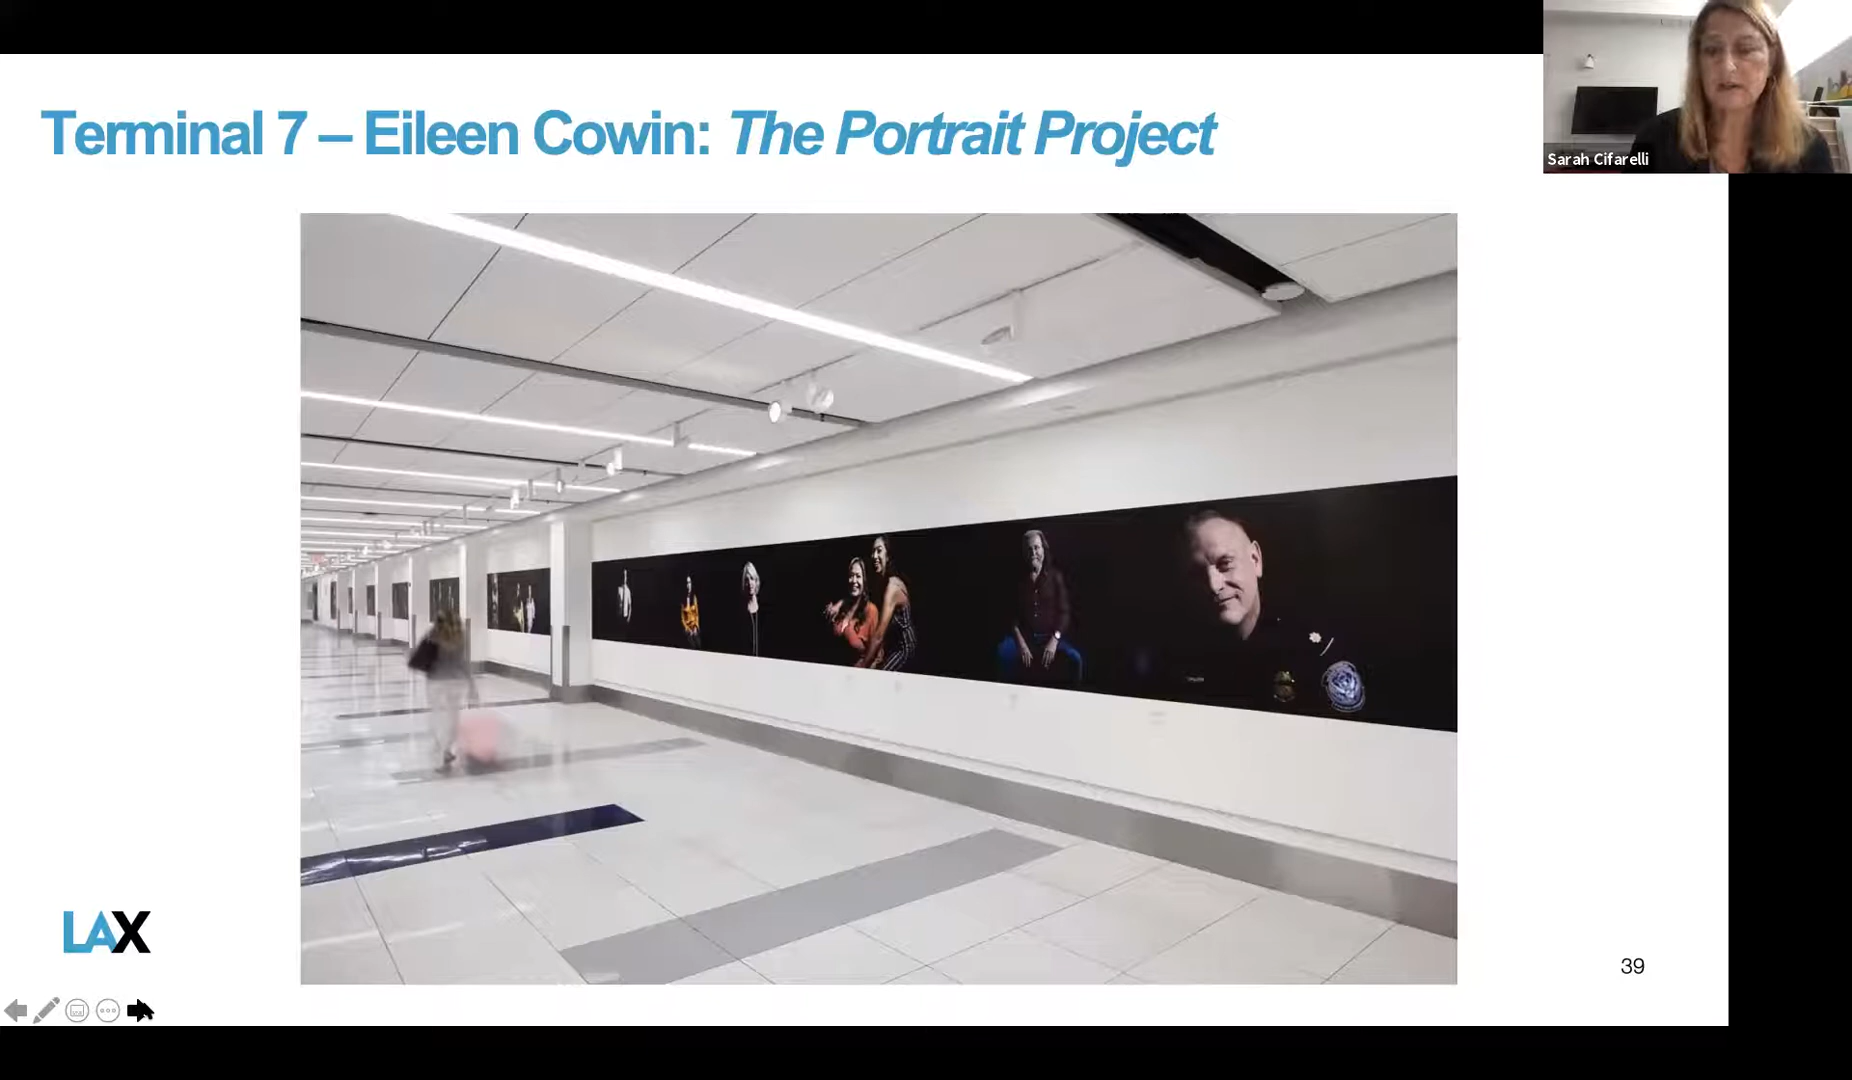 Terminal 7 – Eileen Cowin: The Portrait Project
Sarah Cifarelli
LAX
39